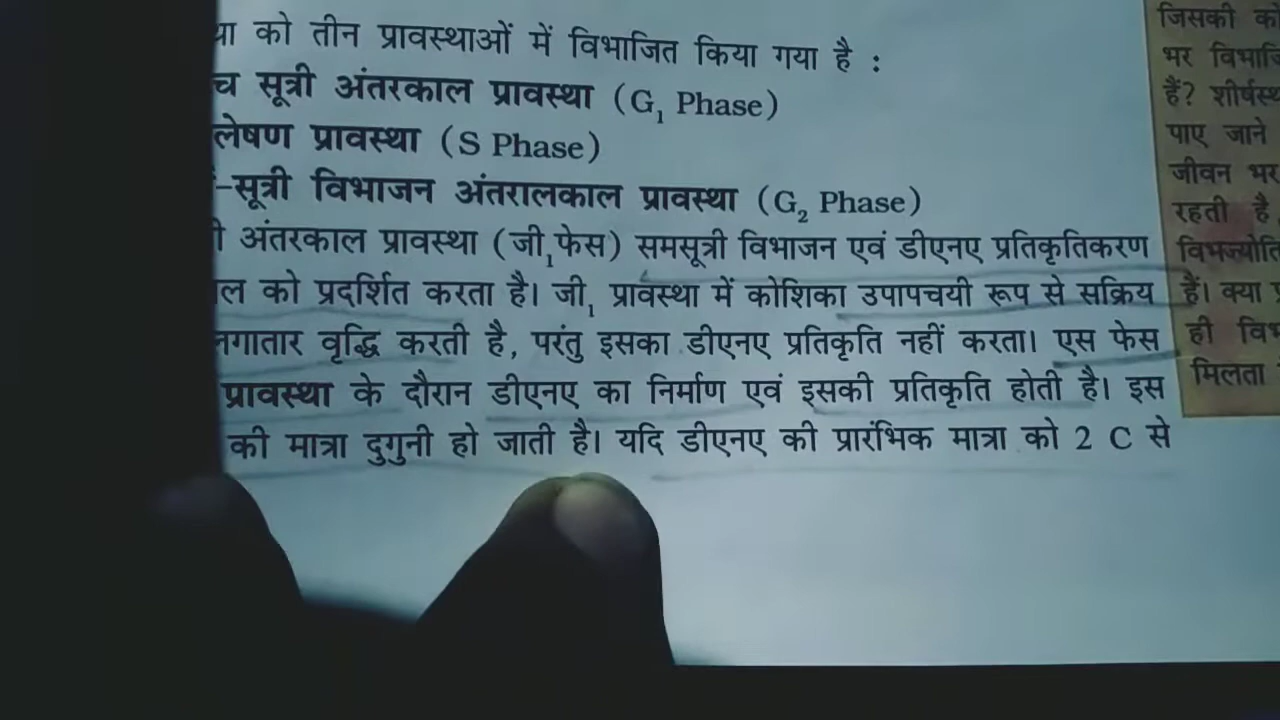 को तीन प्रावस्थाओं में विभाजित किया गया है :
च सूत्री अंतरकाल प्रावस्था (G₁ Phase)
लेषण प्रावस्था (S Phase)
-सूत्री विभाजन अंतरालकाल प्रावस्था (G₂ Phase)
अंतरकाल प्रावस्था (जी₁फेस) समसूत्री विभाजन एवं डीएनए प्रतिकृतिकरण
ल को प्रदर्शित करता है। जी₁ प्रावस्था में कोशिका उपापचयी रूप से सक्रिय
लगातार वृद्धि करती है, परंतु इसका डीएनए प्रतिकृति नहीं करता। एस फेस
प्रावस्था के दौरान डीएनए का निर्माण एवं इसकी प्रतिकृति होती है। इस
की मात्रा दुगुनी हो जाती है। यदि डीएनए की प्रारंभिक मात्रा को 2 C से
जिसकी
भर
हैं?
पाए जाने
जीवन भर
रहती है
हैं। क्या
ही
मिलता